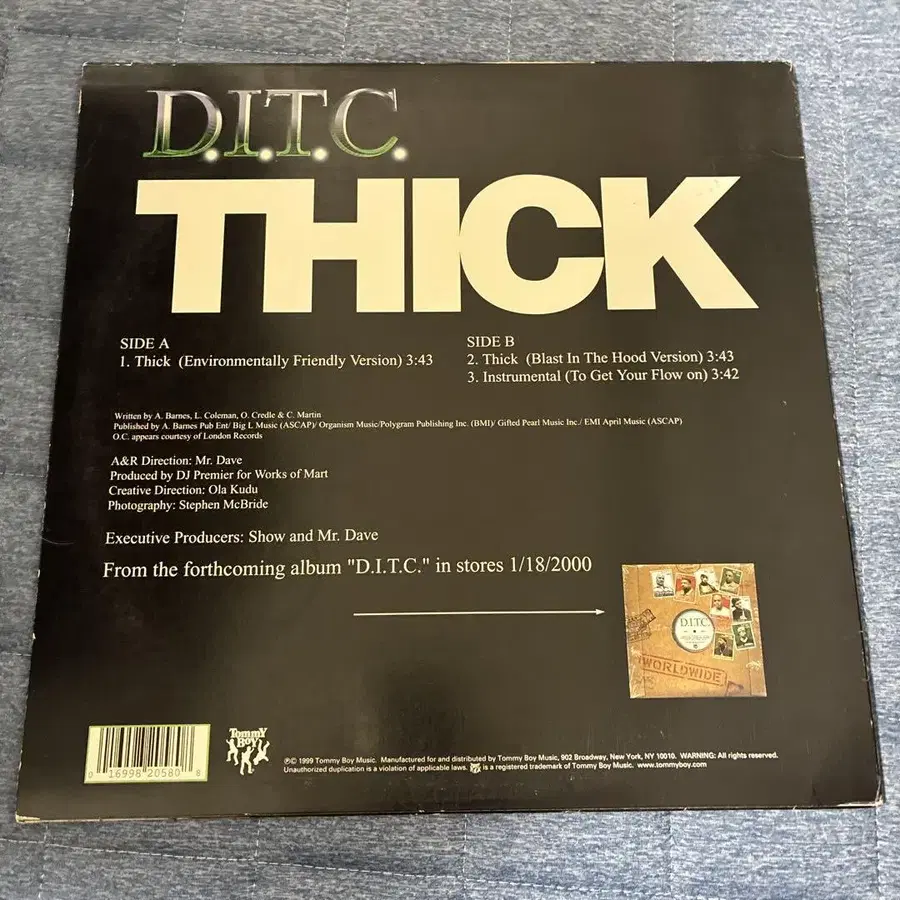 D.I.T.C.
THICK
SIDE A
1. Thick (Environmentally Friendly Version) 3:43
SIDE B
2. Thick (Blast In The Hood Version) 3:43
3. Instrumental (To Get Your Flow on) 3:42
Written by A. Barnes, L. Coleman, O. Credle & C. Martin
Published by A. Barnes Pub Ent/ Big L Music (ASCAP)/ Organism Music/Polygram Publishing Inc. (BMI)/ Gifted Pearl Music Inc./ EMI April Music (ASCAP)
O.C. appears courtesy of London Records
A&R Direction: Mr. Dave
Produced by DJ Premier for Works of Mart
Creative Direction: Ola Kudu
Photography: Stephen McBride
Executive Producers: Show and Mr. Dave
From the forthcoming album "D.I.T.C." in stores 1/18/2000
D.I.T.C.
WORLDWIDE
0 16998 20580 8
Tommy
Boy
℗© 1999 Tommy Boy Music. Manufactured for and distributed by Tommy Boy Music, 902 Broadway, New York, NY 10010. WARNING: All rights reserved.
Unauthorized duplication is a violation of applicable laws. is a registered trademark of Tommy Boy Music. www.tommyboy.com